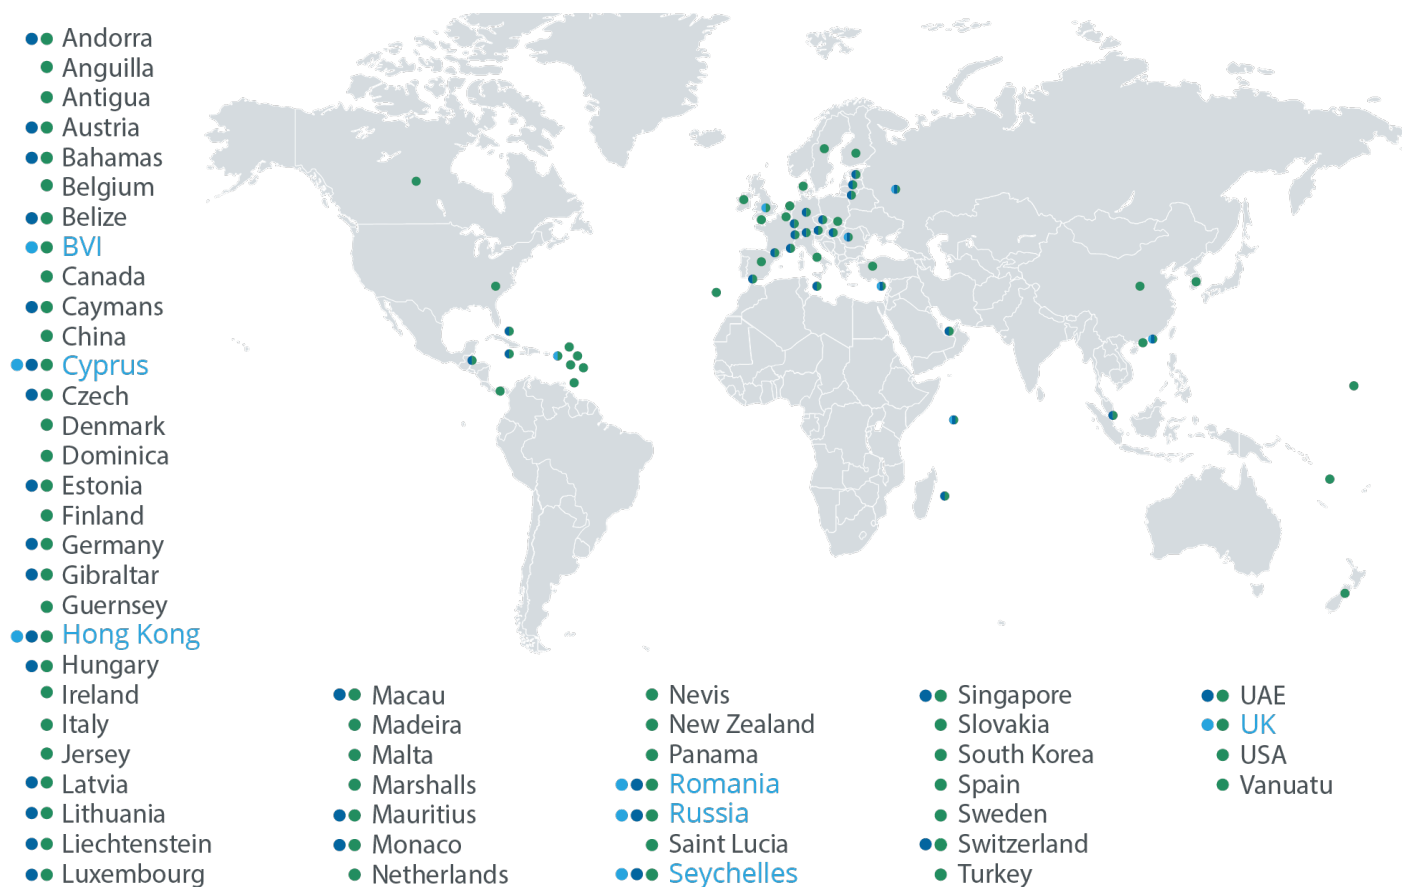 Andorra
Anguilla
Antigua
Austria
Bahamas
Belgium
Belize
BVI
Canada
Caymans
China
Cyprus
Czech
Denmark
Dominica
Estonia
Finland
Germany
Gibraltar
Guernsey
Hong Kong
Hungary
Ireland
Italy
Jersey
Latvia
Lithuania
Liechtenstein
Luxembourg
Macau
Madeira
Malta
Marshalls
Mauritius
Monaco
Netherlands
Nevis
New Zealand
Panama
Romania
Russia
Saint Lucia
Seychelles
Singapore
Slovakia
South Korea
Spain
Sweden
Switzerland
Turkey
UAE
UK
USA
Vanuatu